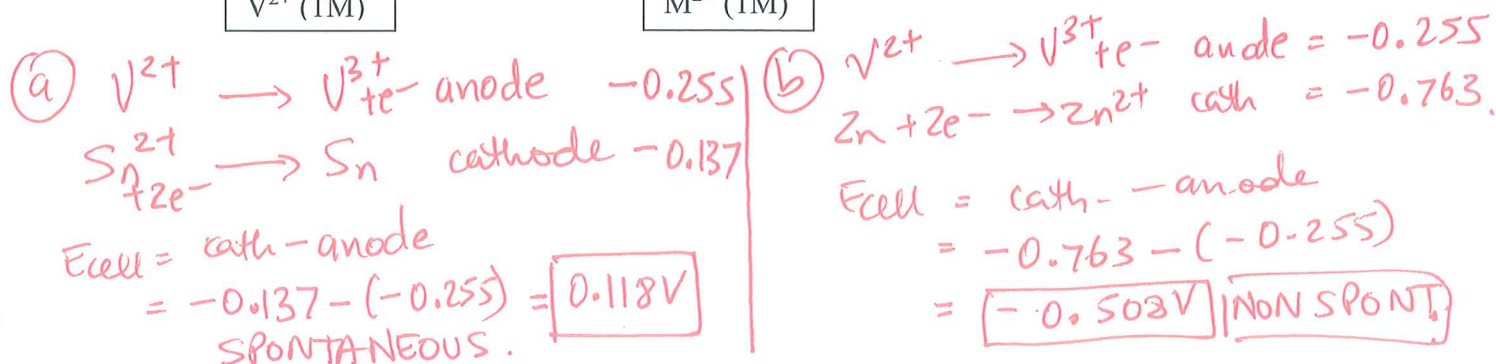 V²⁺ (1M)
M²⁺ (1M)
(a) V²⁺ → V³⁺ +e⁻ anode -0.255
Sn²⁺ +2e⁻ → Sn cathode -0.137
Ecell = cath - anode
= -0.137 - (-0.255) = 0.118V
SPONTANEOUS.
(b) V²⁺ → V³⁺ +e⁻ anode = -0.255
Zn +2e⁻ → Zn²⁺ cath = -0.763.
Ecell = cath- - anode
= -0.763 - (-0.255)
= -0.508V NON SPONT.